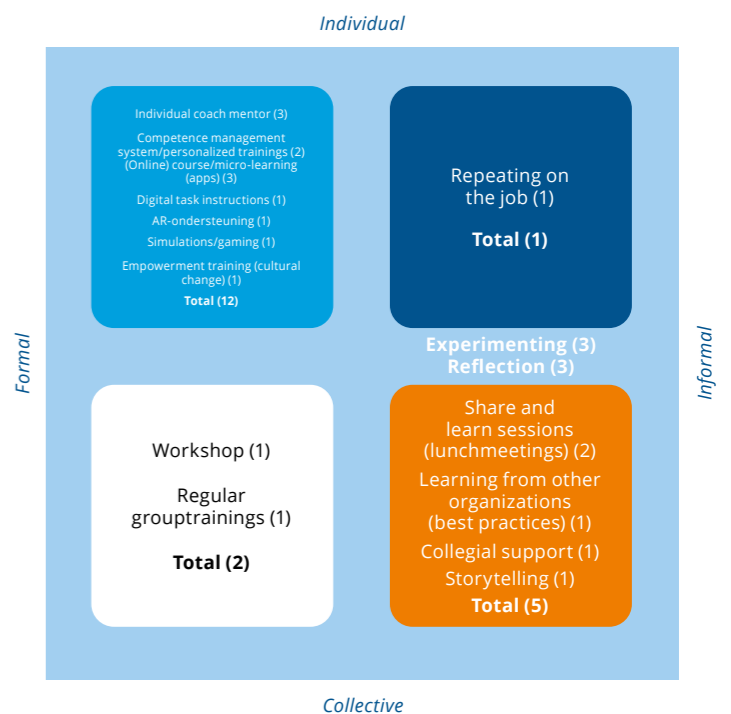 Individual
Individual coach mentor (3)
Competence management
system/personalized trainings (2)
(Online) course/micro-learning
(apps) (3)
Digital task instructions (1)
AR-ondersteuning (1)
Simulations/gaming (1)
Empowerment training (cultural
change) (1)
Total (12)
Repeating on
the job (1)
Total (1)
Formal
Informal
Experimenting (3)
Reflection (3)
Workshop (1)
Regular
grouptrainings (1)
Total (2)
Share and
learn sessions
(lunchmeetings) (2)
Learning from other
organizations
(best practices) (1)
Collegial support (1)
Storytelling (1)
Total (5)
Collective